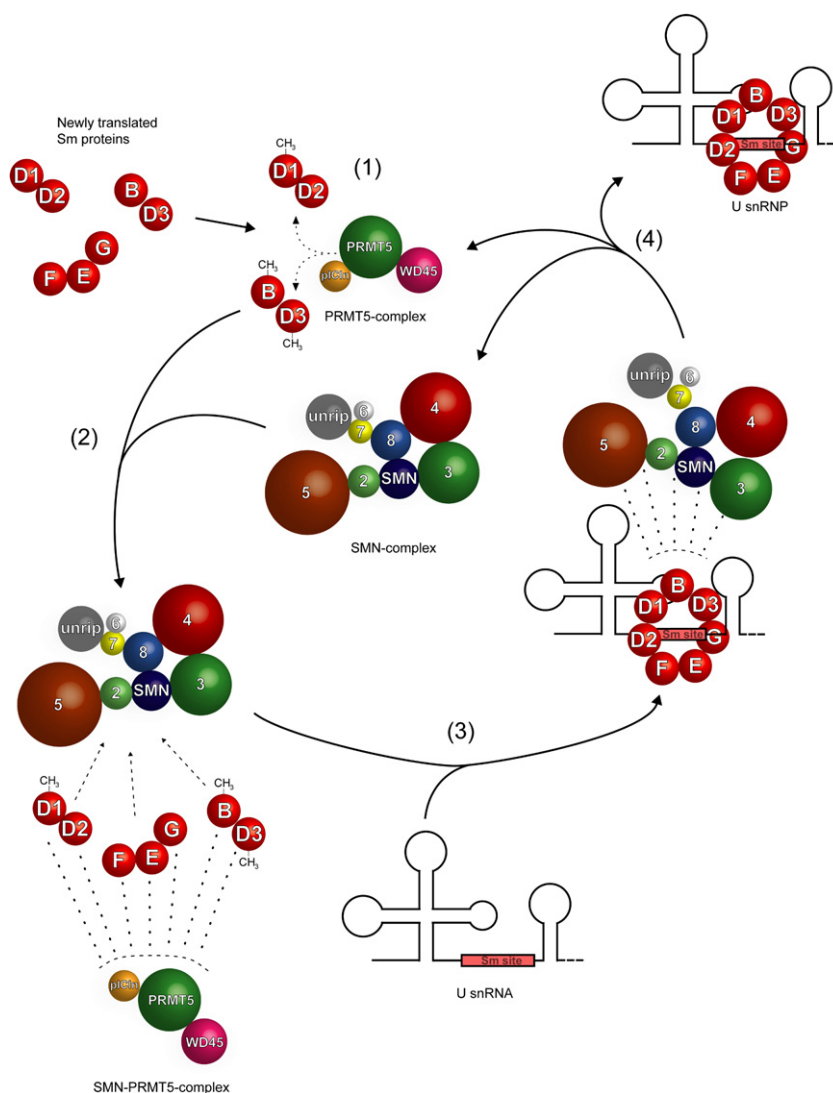 Newly translated
Sm proteins
D1
D2
B
D3
G
E
F
CH3
D1
D2
(1)
PRMT5
pICln
WD45
CH3
B
D3
CH3
PRMT5-complex
B
D1
D3
D2
Sm site
G
F
E
U snRNP
(4)
(2)
unrip
6
7
4
8
5
2
SMN
3
SMN-complex
unrip
6
7
4
8
5
2
SMN
3
B
D1
D3
D2
Sm site
G
F
E
unrip
6
7
4
8
5
2
SMN
3
(3)
CH3
D1
D2
F
E
G
CH3
B
D3
CH3
pICln
PRMT5
WD45
SMN-PRMT5-complex
Sm site
U snRNA